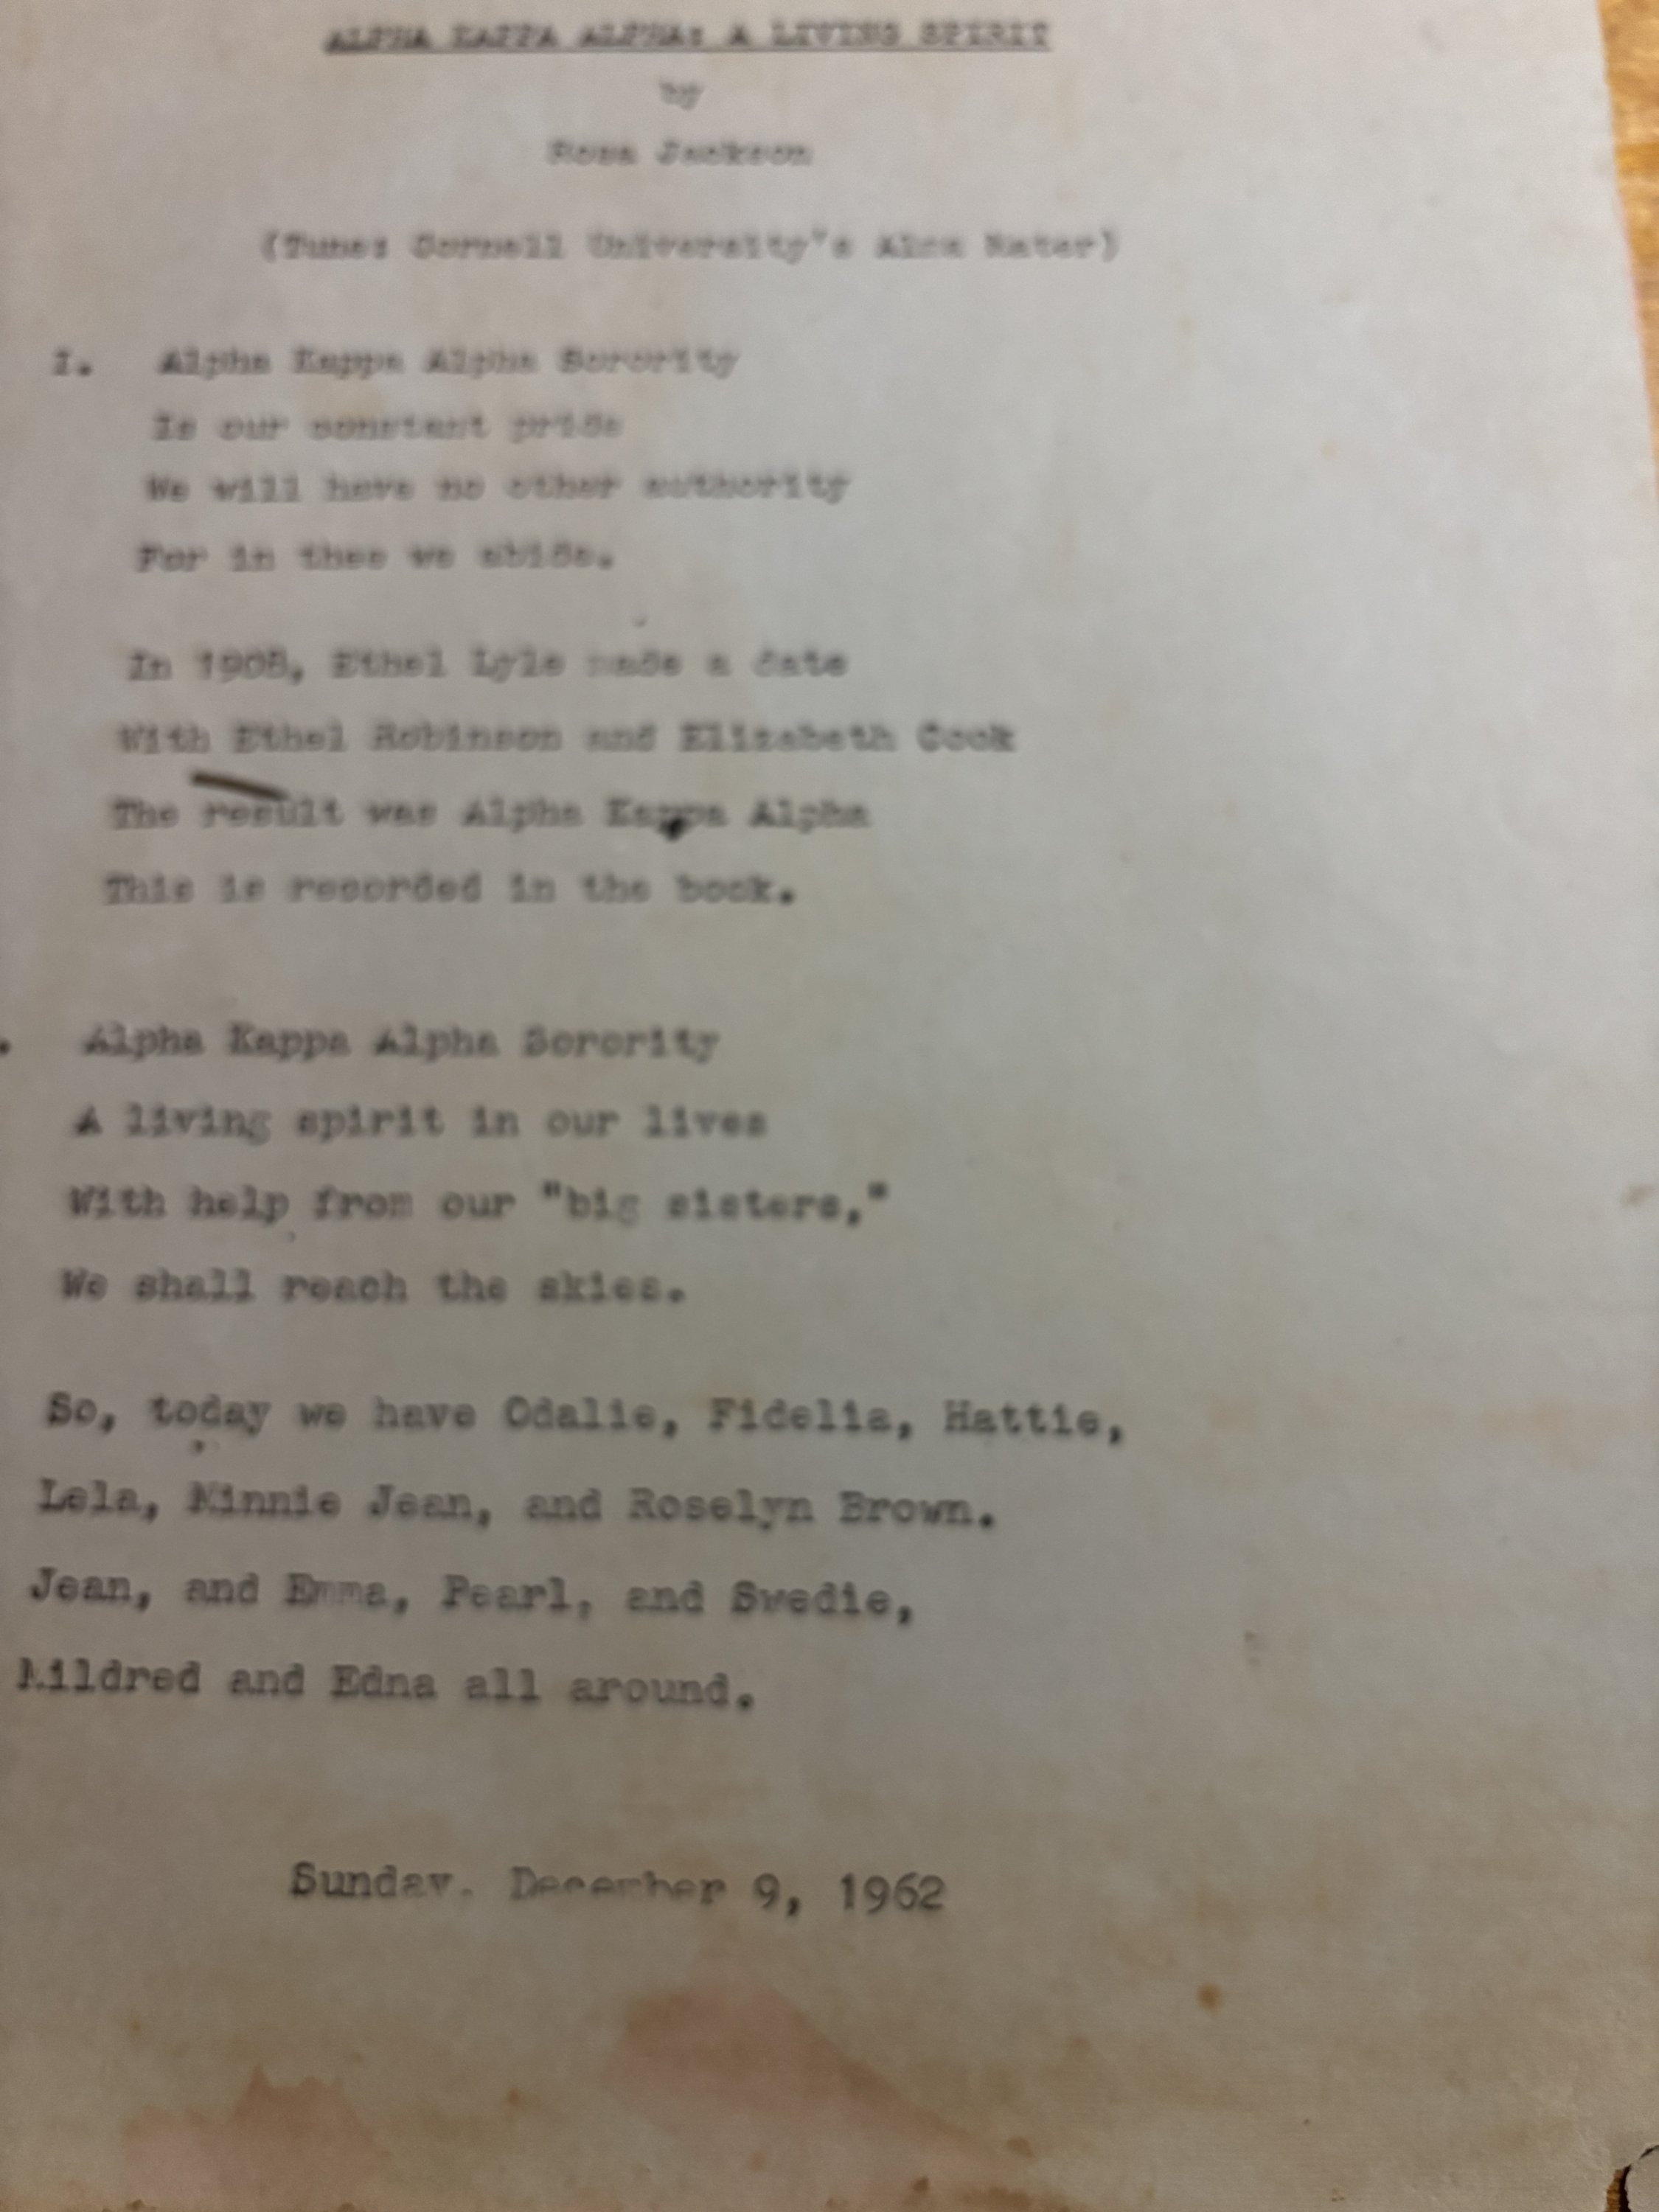 ALPHA KAPPA ALPHA: A LIVING SPIRIT
by
Rosa Jackson
(Tune: Cornell University's Alma Mater)
1. Alpha Kappa Alpha Sorority
Is our constant pride
We will have no other authority
For in thee we abide.
In 1908, Ethel Lyle made a date
With Ethel Robinson and Elizabeth Cook
The result was Alpha Kappa Alpha
This is recorded in the book.
. Alpha Kappa Alpha Sorority
A living spirit in our lives
With help from our "big sisters,"
We shall reach the skies.
So, today we have Odalie, Fidelia, Hattie,
Lela, Minnie Jean, and Roselyn Brown.
Jean, and Emma, Pearl, and Swedie,
Mildred and Edna all around.
Sunday, December 9, 1962